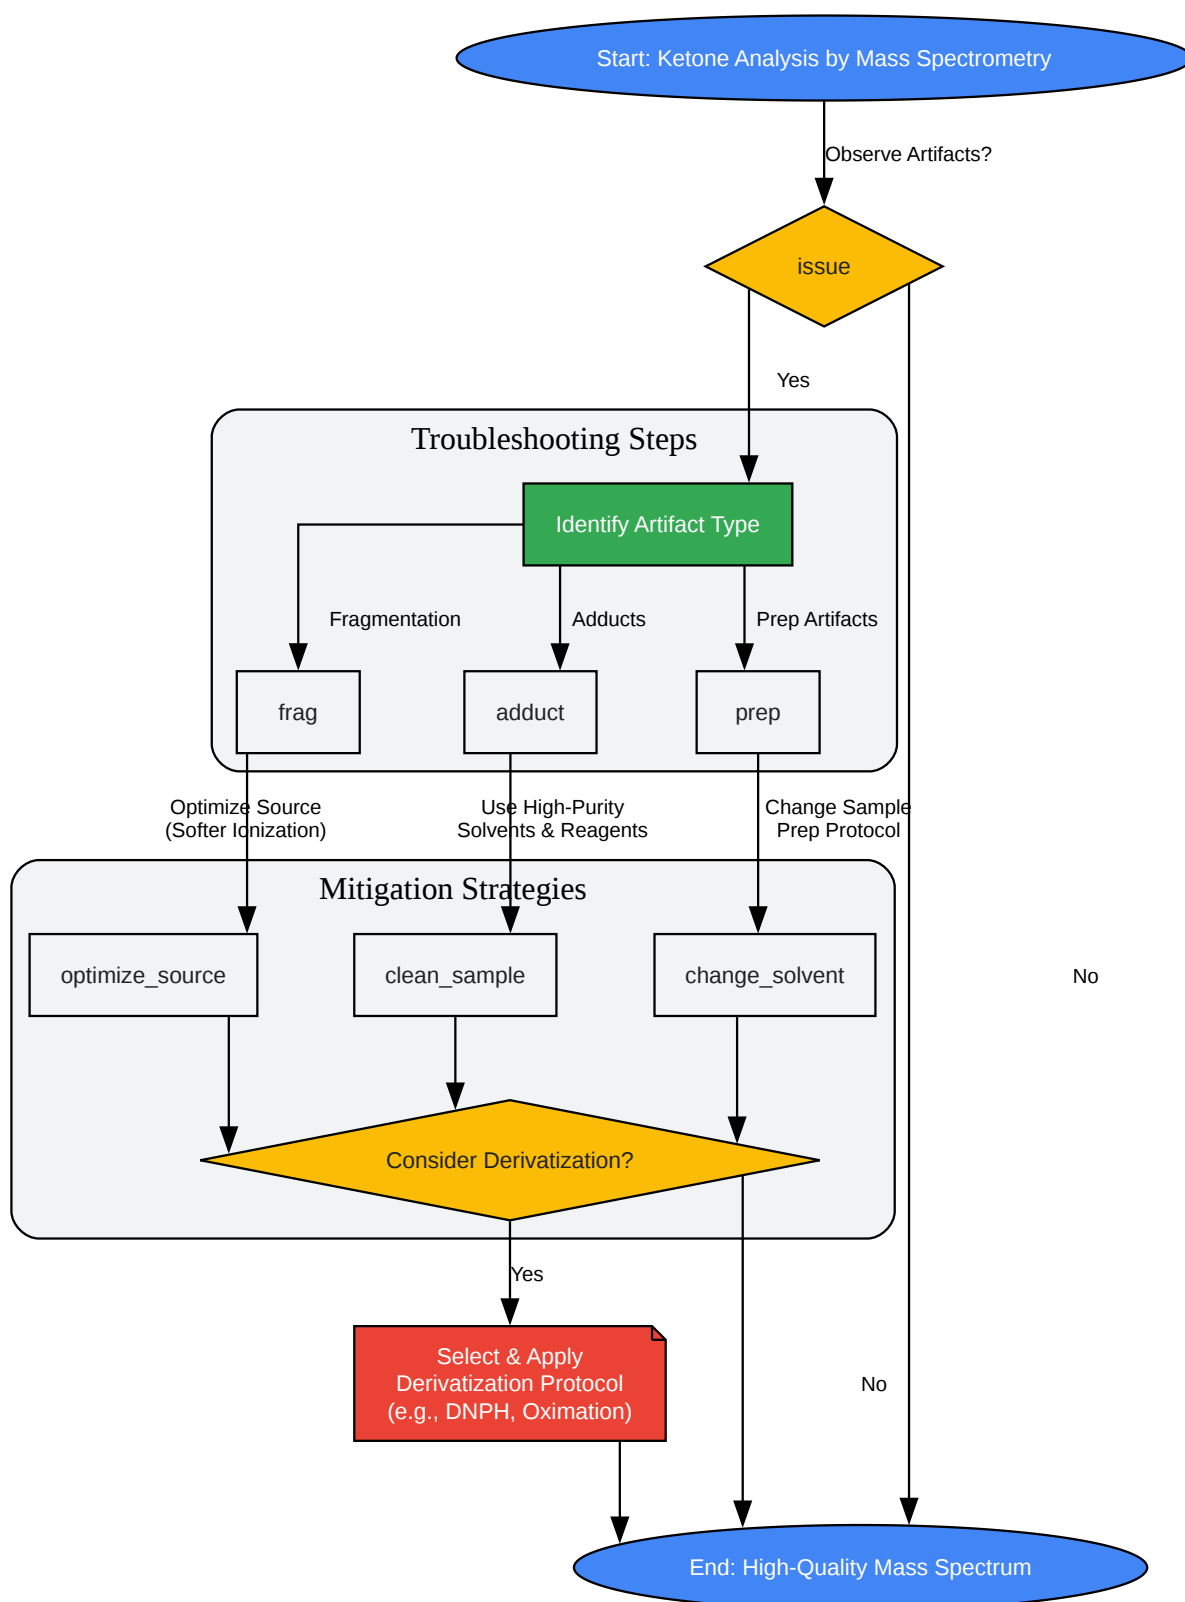 Start: Ketone Analysis by Mass Spectrometry
Observe Artifacts?
issue
Yes
Troubleshooting Steps
Identify Artifact Type
Fragmentation
Adducts
Prep Artifacts
frag
adduct
prep
Optimize Source
(Softer Ionization)
Use High-Purity
Solvents & Reagents
Change Sample
Prep Protocol
Mitigation Strategies
optimize_source
clean_sample
change_solvent
No
Consider Derivatization?
Yes
Select & Apply
Derivatization Protocol
(e.g., DNPH, Oximation)
No
End: High-Quality Mass Spectrum